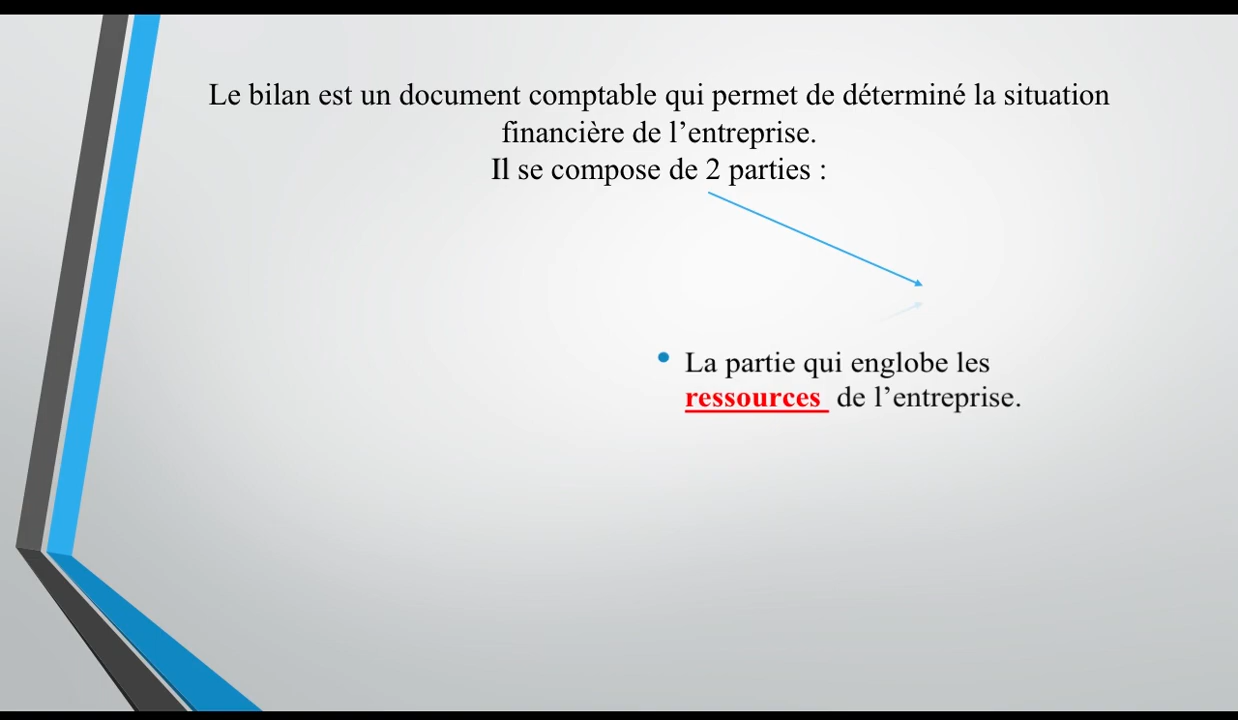 Le bilan est un document comptable qui permet de déterminé la situation
financière de l’entreprise.
Il se compose de 2 parties :
• La partie qui englobe les
ressources de l’entreprise.